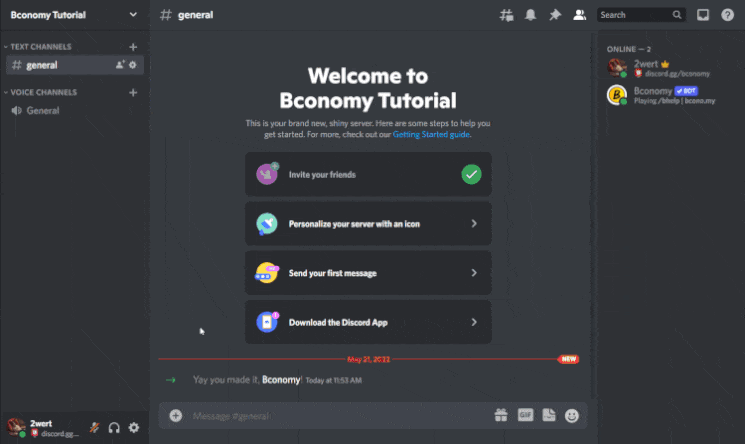 Bconomy Tutorial
general
Search
TEXT CHANNELS
general
VOICE CHANNELS
General
Welcome to
Bconomy Tutorial
This is your brand new, shiny server. Here are some steps to help you
get started. For more, check out our Getting Started guide.
Invite your friends
Personalize your server with an icon
Send your first message
Download the Discord App
May 21, 2022
NEW
Yay you made it, Bconomy! Today at 11:53 AM
Message #general
GIF
ONLINE — 2
2wert
discord.gg/bconomy
Bconomy BOT
Playing /bhelp | bcono.my
2wert
discord.gg...